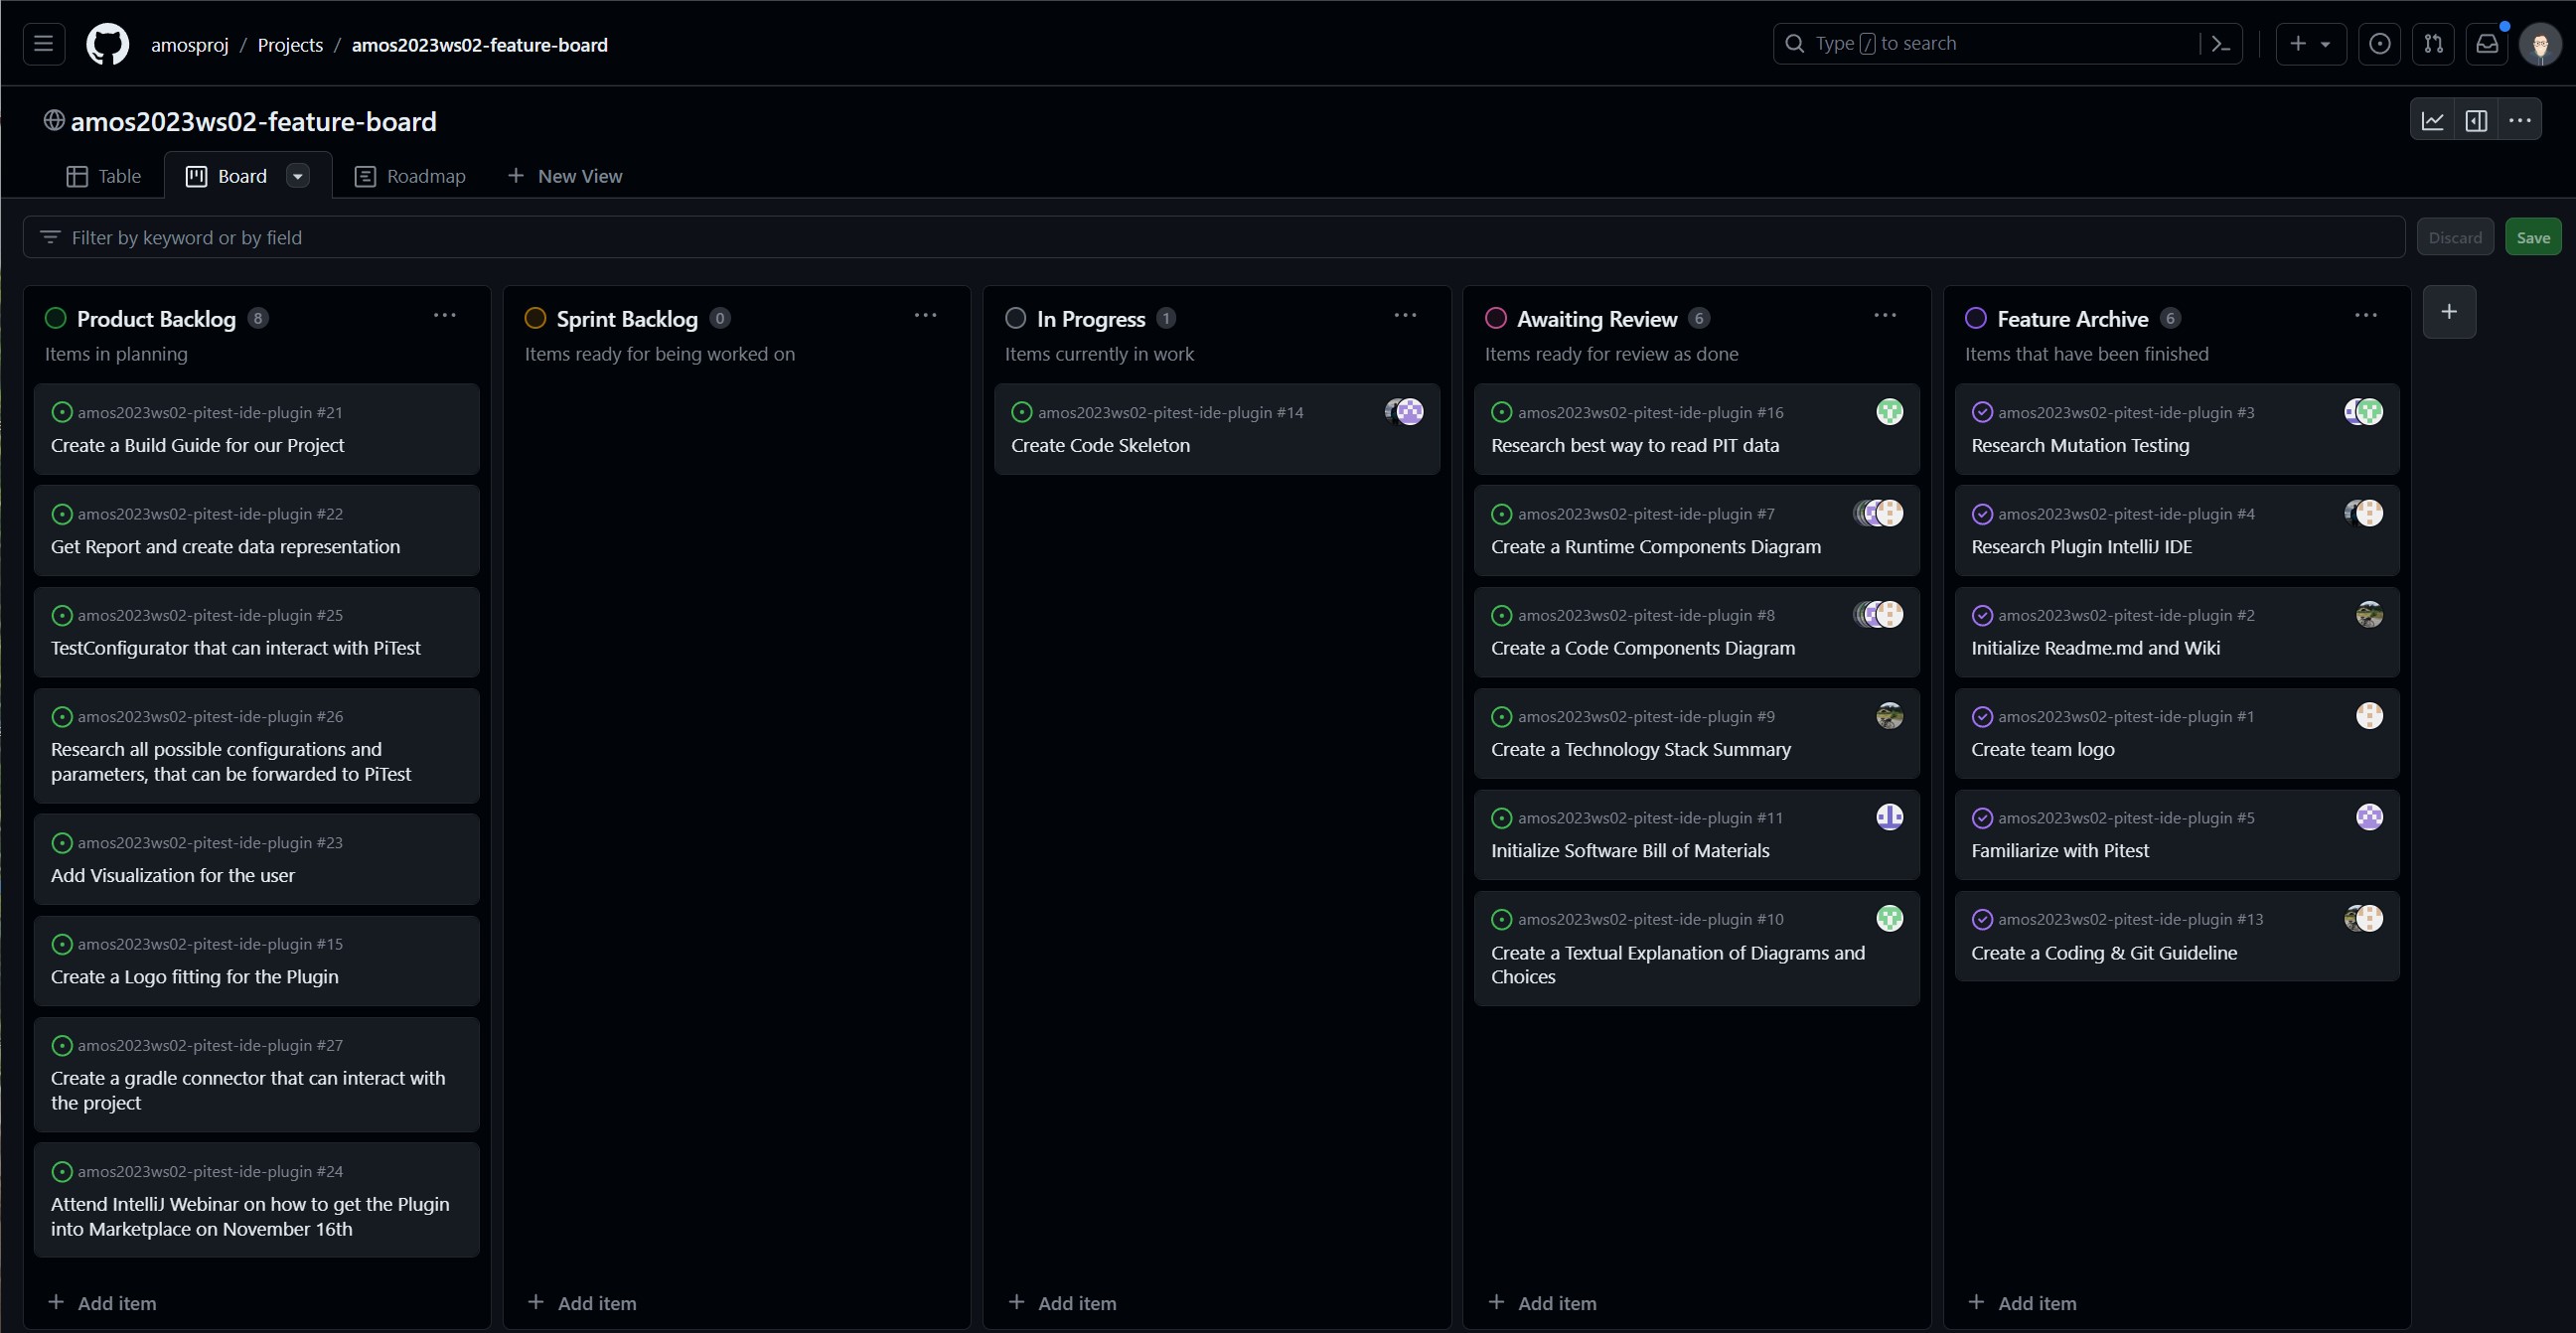 amosproj / Projects / amos2023ws02-feature-board
Type / to search
amos2023ws02-feature-board
Table
Board
Roadmap
New View
Filter by keyword or by field
Discard
Save
Product Backlog 8
Items in planning
amos2023ws02-pitest-ide-plugin #21
Create a Build Guide for our Project
amos2023ws02-pitest-ide-plugin #22
Get Report and create data representation
amos2023ws02-pitest-ide-plugin #25
TestConfigurator that can interact with PiTest
amos2023ws02-pitest-ide-plugin #26
Research all possible configurations and
parameters, that can be forwarded to PiTest
amos2023ws02-pitest-ide-plugin #23
Add Visualization for the user
amos2023ws02-pitest-ide-plugin #15
Create a Logo fitting for the Plugin
amos2023ws02-pitest-ide-plugin #27
Create a gradle connector that can interact with
the project
amos2023ws02-pitest-ide-plugin #24
Attend IntelliJ Webinar on how to get the Plugin
into Marketplace on November 16th
+ Add item
Sprint Backlog 0
Items ready for being worked on
+ Add item
In Progress 1
Items currently in work
amos2023ws02-pitest-ide-plugin #14
Create Code Skeleton
+ Add item
Awaiting Review 6
Items ready for review as done
amos2023ws02-pitest-ide-plugin #16
Research best way to read PIT data
amos2023ws02-pitest-ide-plugin #7
Create a Runtime Components Diagram
amos2023ws02-pitest-ide-plugin #8
Create a Code Components Diagram
amos2023ws02-pitest-ide-plugin #9
Create a Technology Stack Summary
amos2023ws02-pitest-ide-plugin #11
Initialize Software Bill of Materials
amos2023ws02-pitest-ide-plugin #10
Create a Textual Explanation of Diagrams and
Choices
+ Add item
Feature Archive 6
Items that have been finished
amos2023ws02-pitest-ide-plugin #3
Research Mutation Testing
amos2023ws02-pitest-ide-plugin #4
Research Plugin IntelliJ IDE
amos2023ws02-pitest-ide-plugin #2
Initialize Readme.md and Wiki
amos2023ws02-pitest-ide-plugin #1
Create team logo
amos2023ws02-pitest-ide-plugin #5
Familiarize with Pitest
amos2023ws02-pitest-ide-plugin #13
Create a Coding & Git Guideline
+ Add item